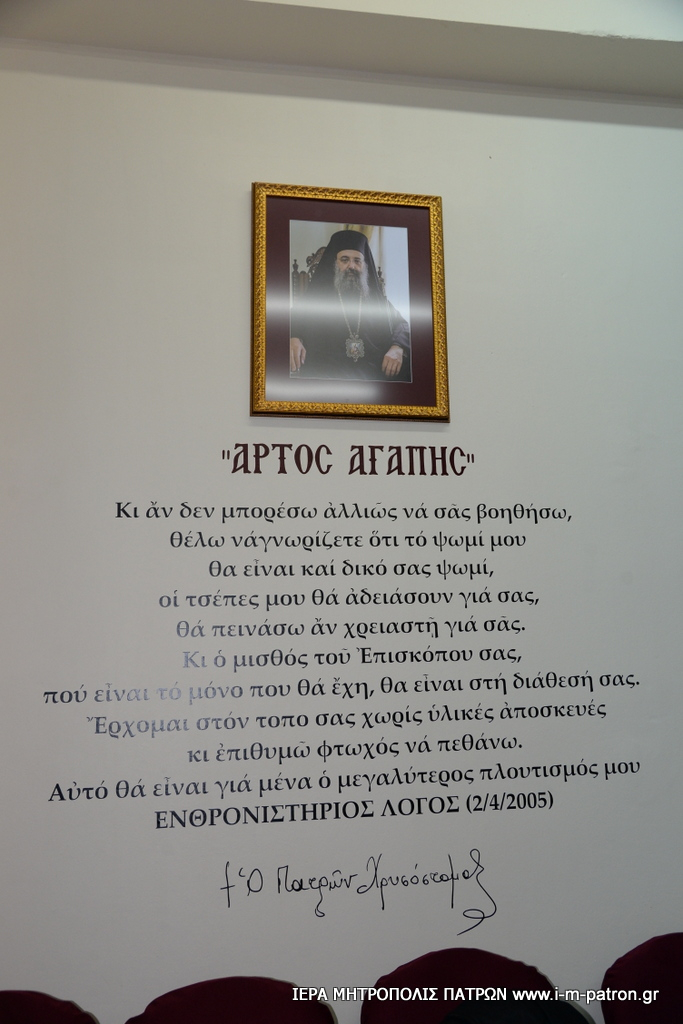 "ΑΡΤΟΣ ΑΓΑΠΗΣ"
Κι ἄν δεν μπορέσω ἀλλιῶς νά σᾶς βοηθήσω,
θέλω νάγνωρίζετε ὅτι τό ψωμί μου
θα εἶναι καί δικό σας ψωμί,
οἱ τσέπες μου θά ἀδειάσουν γιά σας,
θά πεινάσω ἄν χρειαστῆ γιά σᾶς.
Κι ὁ μισθός τοῦ Ἐπισκόπου σας,
πού εἶναι τό μόνο που θά ἔχη, θα εἶναι στή διάθεσή σας.
Ἔρχομαι στόν τοπο σας χωρίς ὑλικές ἀποσκευές
κι ἐπιθυμῶ φτωχός νά πεθάνω.
Αὐτό θά εἶναι γιά μένα ὁ μεγαλύτερος πλουτισμός μου
ΕΝΘΡΟΝΙΣΤΗΡΙΟΣ ΛΟΓΟΣ (2/4/2005)
† Ὁ Πατρῶν Χρυσόστομος
ΙΕΡΑ ΜΗΤΡΟΠΟΛΙΣ ΠΑΤΡΩΝ www.i-m-patron.gr